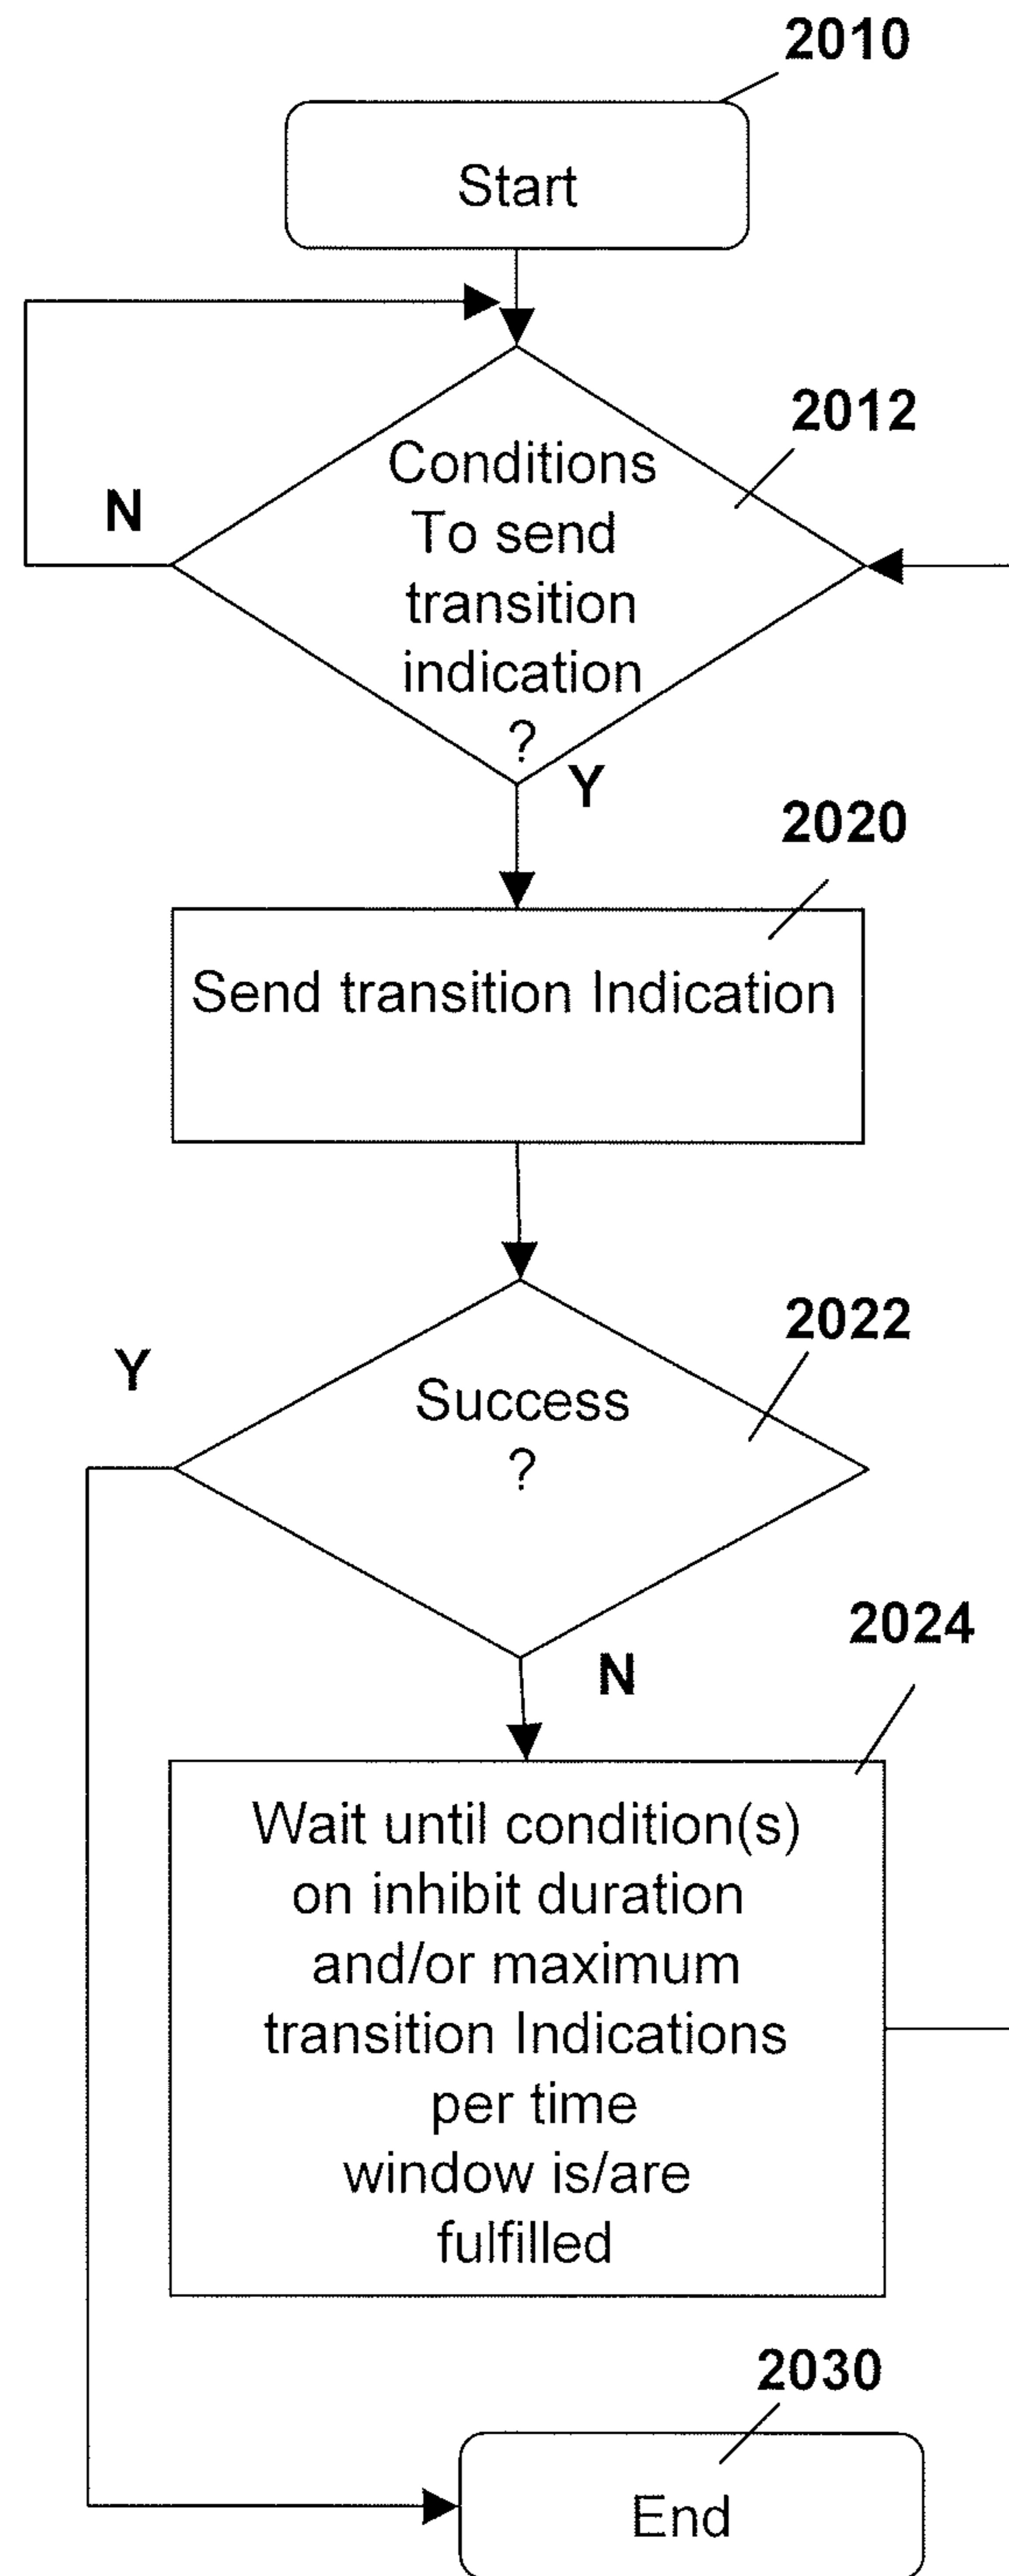 2010
Start
2012
Conditions
To send
transition
indication
?
N
Y
2020
Send transition Indication
2022
Y
Success
?
N
2024
Wait until condition(s)
on inhibit duration
and/or maximum
transition Indications
per time
window is/are
fulfilled
2030
End